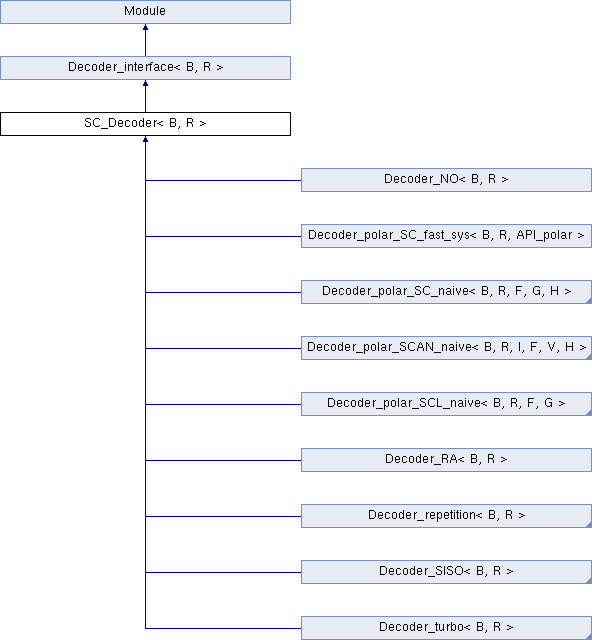 Module
Decoder_interface< B, R >
SC_Decoder< B, R >
Decoder_NO< B, R >
Decoder_polar_SC_fast_sys< B, R, API_polar >
Decoder_polar_SC_naive< B, R, F, G, H >
Decoder_polar_SCAN_naive< B, R, I, F, V, H >
Decoder_polar_SCL_naive< B, R, F, G >
Decoder_RA< B, R >
Decoder_repetition< B, R >
Decoder_SISO< B, R >
Decoder_turbo< B, R >